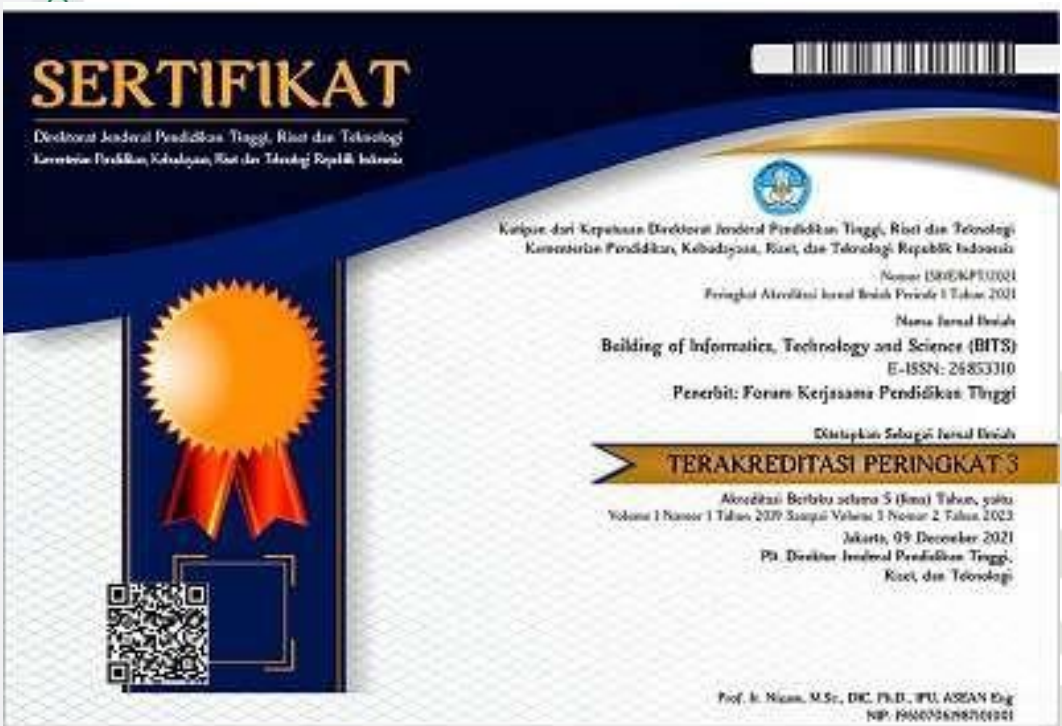 SERTIFIKAT
Direktorat Jenderal Pendidikan Tinggi, Riset dan Teknologi
Kementerian Pendidikan, Kebudayaan, Riset dan Teknologi Republik Indonesia
Kutipan dari Keputusan Direktorat Jenderal Pendidikan Tinggi, Riset dan Teknologi
Kementerian Pendidikan, Kebudayaan, Riset, dan Teknologi Republik Indonesia
Nomor
Peringkat Akreditasi Jurnal Ilmiah Periode 1 Tahun 2021
Nama Jurnal Ilmiah
Building of Informatics, Technology and Science (BITS)
E-ISSN: 26853310
Penerbit: Forum Kerjasama Pendidikan Tinggi
Ditetapkan Sebagai Jurnal Ilmiah
TERAKREDITASI PERINGKAT 3
Akreditasi Berlaku selama 5 (lima) Tahun, yaitu
Volume 1 Nomor 1 Tahun 2019 Sampai Volume 5 Nomor 2 Tahun 2023
Jakarta, 09 December 2021
Plt. Direktur Jenderal Pendidikan Tinggi,
Riset, dan Teknologi
Prof. Ir. Nizam, M.Sc., DIC, Ph.D., IPU, ASEAN Eng
NIP.